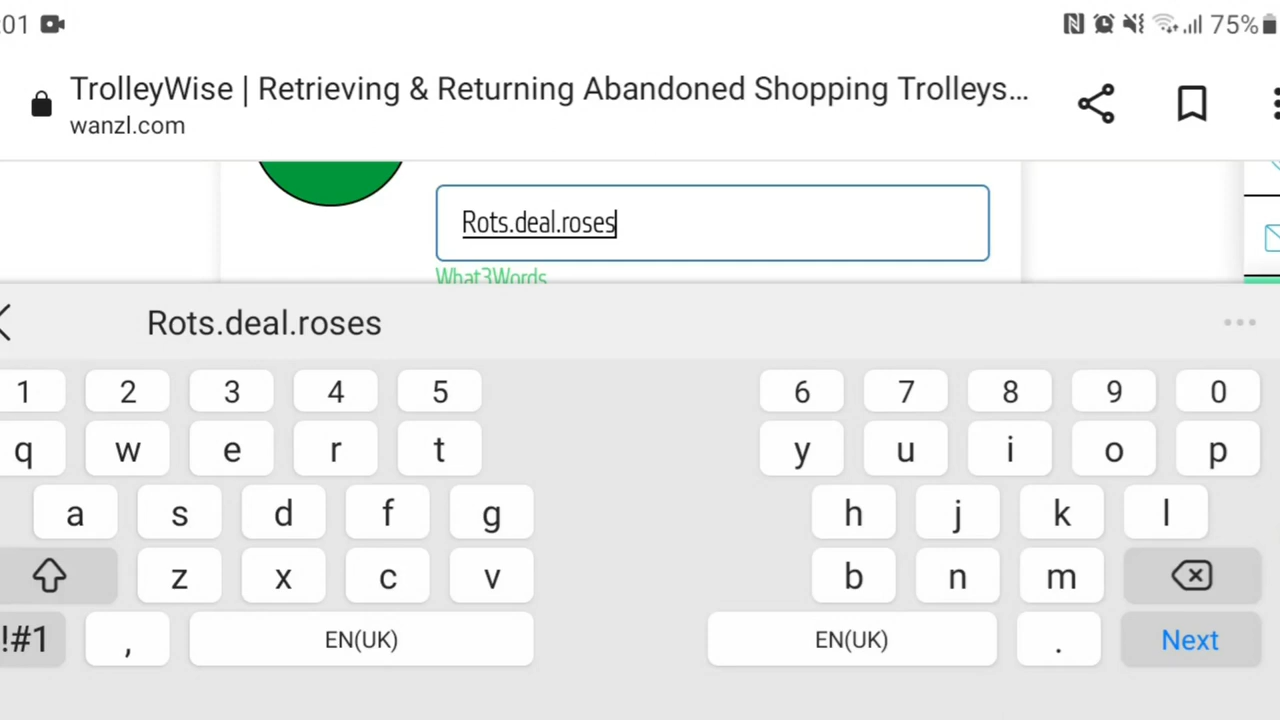 :01 75%
TrolleyWise | Retrieving & Returning Abandoned Shopping Trolleys...
wanzl.com
Rots.deal.roses
What3Words
Rots.deal.roses
1 2 3 4 5 6 7 8 9 0
q w e r t y u i o p
a s d f g h j k l
z x c v b n m
!#1 , EN(UK) EN(UK) . Next